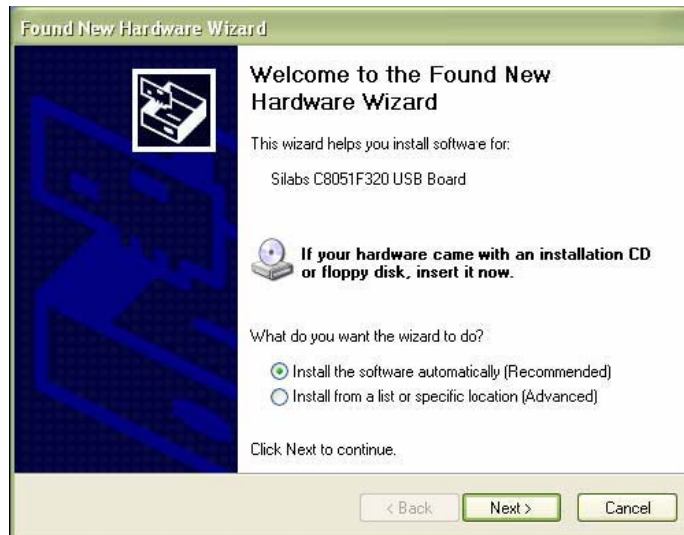 Found New Hardware Wizard
Welcome to the Found New
Hardware Wizard
This wizard helps you install software for:
Silabs C8051F320 USB Board
If your hardware came with an installation CD
or floppy disk, insert it now.
What do you want the wizard to do?
Install the software automatically (Recommended)
Install from a list or specific location (Advanced)
Click Next to continue.
< Back Next > Cancel